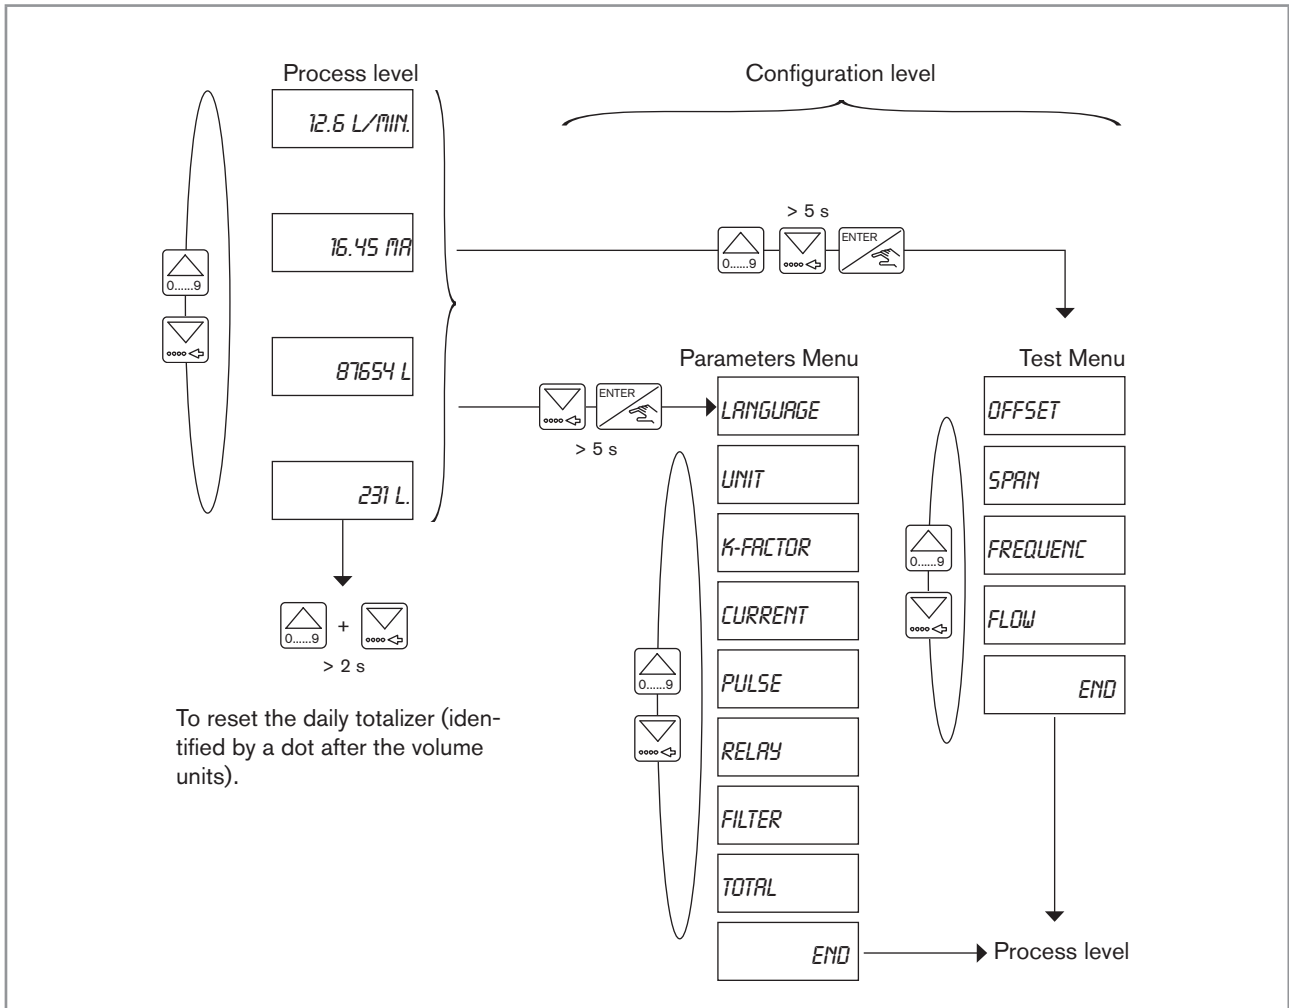 Process level
Configuration level
12.6 L/MIN.
16.45 MA
87654 L
231 L.
0......9
0......9
+
> 2 s
To reset the daily totalizer (iden-
tified by a dot after the volume
units).
> 5 s
0......9
ENTER
ENTER
> 5 s
Parameters Menu
LANGUAGE
UNIT
K-FACTOR
CURRENT
PULSE
RELAY
FILTER
TOTAL
END
0......9
Test Menu
OFFSET
SPAN
FREQUENC
FLOW
END
0......9
Process level